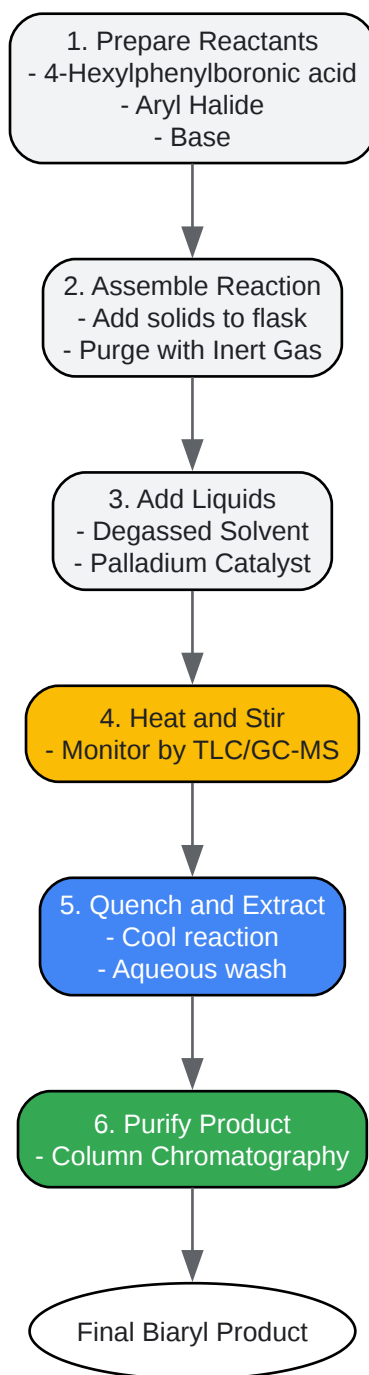 1. Prepare Reactants
- 4-Hexylphenylboronic acid
- Aryl Halide
- Base
2. Assemble Reaction
- Add solids to flask
- Purge with Inert Gas
3. Add Liquids
- Degassed Solvent
- Palladium Catalyst
4. Heat and Stir
- Monitor by TLC/GC-MS
5. Quench and Extract
- Cool reaction
- Aqueous wash
6. Purify Product
- Column Chromatography
Final Biaryl Product